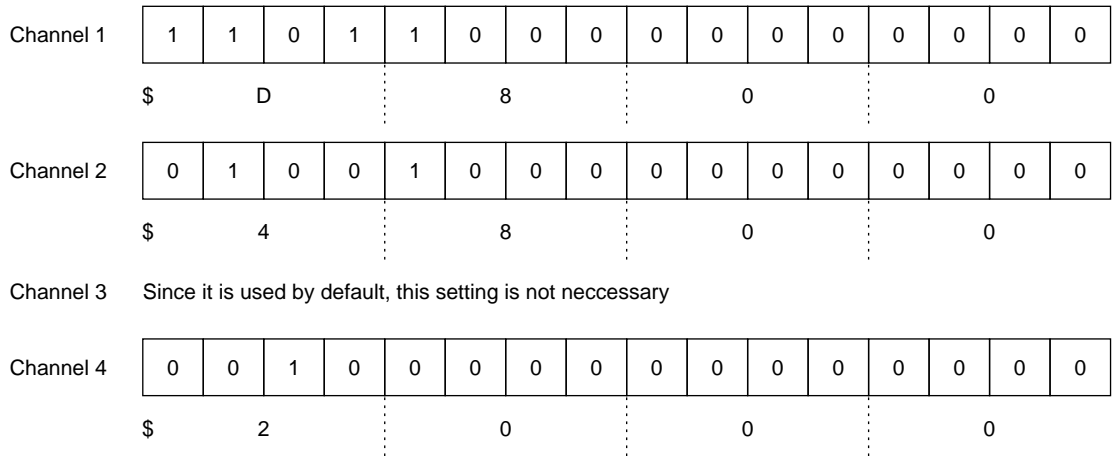 Channel 1 1 1 0 1 1 0 0 0 0 0 0 0 0 0 0 0
$ D 8 0 0
Channel 2 0 1 0 0 1 0 0 0 0 0 0 0 0 0 0 0
$ 4 8 0 0
Channel 3 Since it is used by default, this setting is not neccessary
Channel 4 0 0 1 0 0 0 0 0 0 0 0 0 0 0 0 0
$ 2 0 0 0